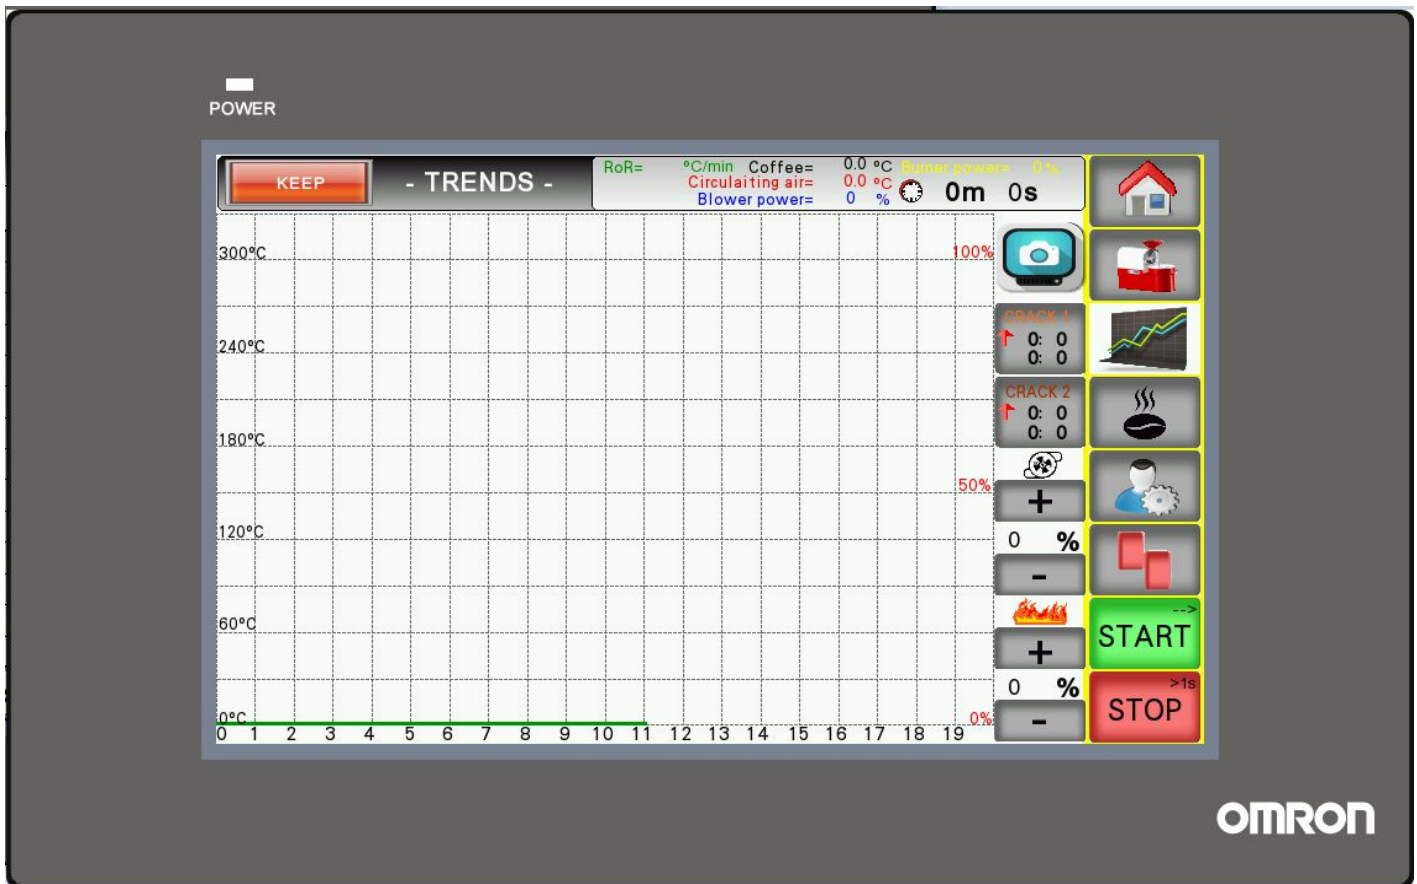 POWER
KEEP
- TRENDS -
RoR= °C/min Coffee= 0.0 °C Burner power= 0 %
Circulaiting air= 0.0 °C
Blower power= 0 %
0m 0s
300°C
100%
CRACK 1
0: 0
0: 0
240°C
CRACK 2
0: 0
0: 0
180°C
50%
+
120°C
0 %
-
60°C
+
-->
START
0 %
-
>1s
STOP
0°C
0%
0 1 2 3 4 5 6 7 8 9 10 11 12 13 14 15 16 17 18 19
OMRON